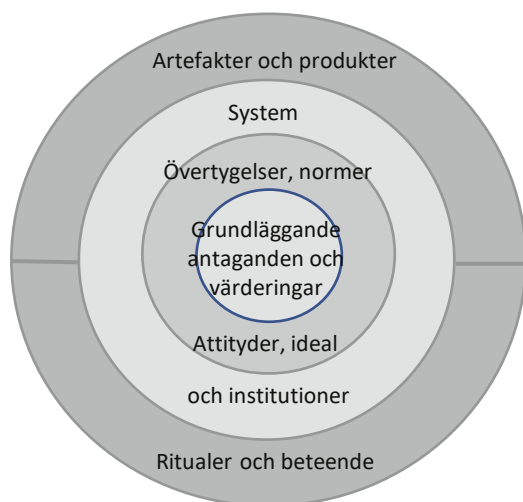 Artefakter och produkter
System
Övertygelser, normer
Grundläggande
antaganden och
värderingar
Attityder, ideal
och institutioner
Ritualer och beteende